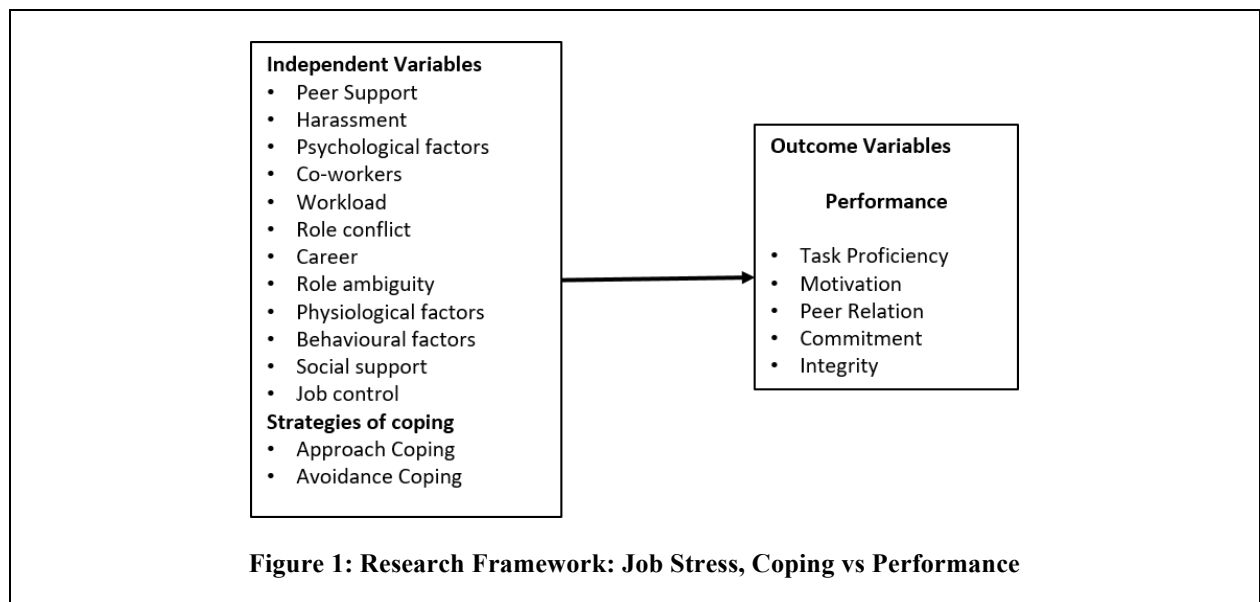 Independent Variables
• Peer Support
• Harassment
• Psychological factors
• Co-workers
• Workload
• Role conflict
• Career
• Role ambiguity
• Physiological factors
• Behavioural factors
• Social support
• Job control
Strategies of coping
• Approach Coping
• Avoidance Coping
Outcome Variables
Performance
• Task Proficiency
• Motivation
• Peer Relation
• Commitment
• Integrity
Figure 1: Research Framework: Job Stress, Coping vs Performance